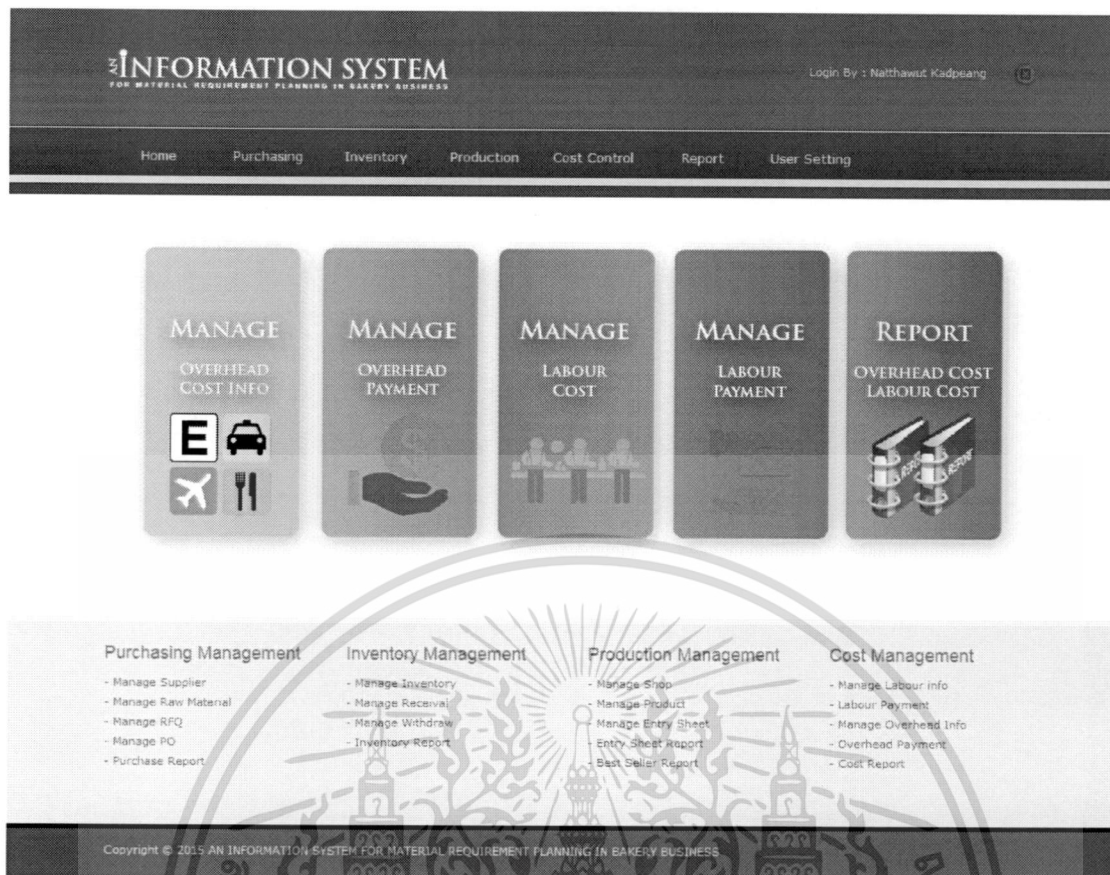 AN INFORMATION SYSTEM
FOR MATERIAL REQUIREMENT PLANNING IN BAKERY BUSINESS
Login By : Natthawut Kadpeang
Home Purchasing Inventory Production Cost Control Report User Setting
MANAGE
OVERHEAD
COST INFO
E
MANAGE
OVERHEAD
PAYMENT
MANAGE
LABOUR
COST
MANAGE
LABOUR
PAYMENT
REPORT
OVERHEAD COST
LABOUR COST
REPORT
REPORT
Purchasing Management
- Manage Supplier
- Manage Raw Material
- Manage RFQ
- Manage PO
- Purchase Report
Inventory Management
- Manage Inventory
- Manage Receival
- Manage Withdraw
- Inventory Report
Production Management
- Manage Shop
- Manage Product
- Manage Entry Sheet
- Entry Sheet Report
- Best Seller Report
Cost Management
- Manage Labour info
- Labour Payment
- Manage Overhead Info
- Overhead Payment
- Cost Report
Copyright © 2015 AN INFORMATION SYSTEM FOR MATERIAL REQUIREMENT PLANNING IN BAKERY BUSINESS